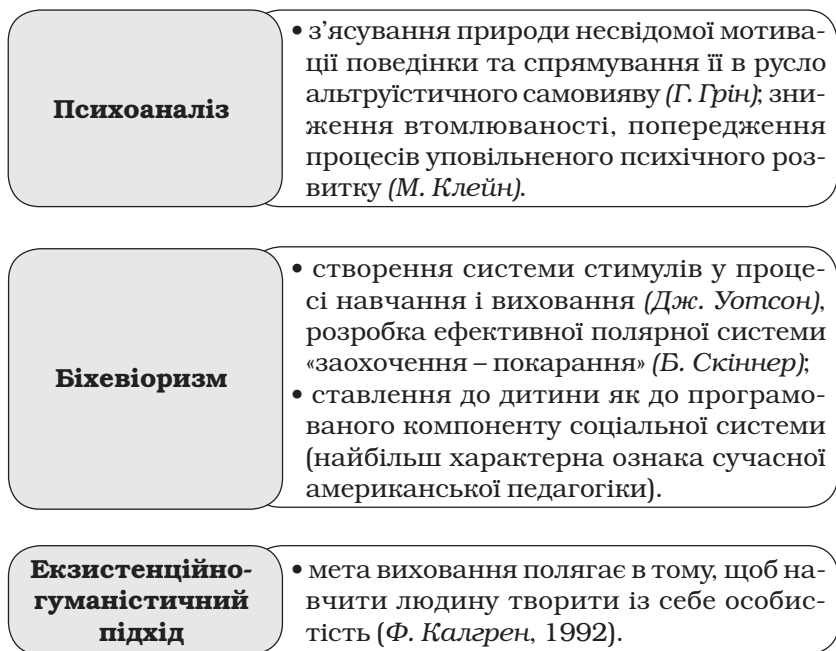 Психоаналіз
• з’ясування природи несвідомої мотива-
ції поведінки та спрямування її в русло
альтруїстичного самовияву (Г. Грін); зни-
ження втомлюваності, попередження
процесів уповільненого психічного роз-
витку (М. Клейн).
Біхевіоризм
• створення системи стимулів у проце-
сі навчання і виховання (Дж. Уотсон),
розробка ефективної полярної системи
«заохочення – покарання» (Б. Скіннер);
• ставлення до дитини як до програмо-
ваного компоненту соціальної системи
(найбільш характерна ознака сучасної
американської педагогіки).
Екзистенційно-
гуманістичний
підхід
• мета виховання полягає в тому, щоб на-
вчити людину творити із себе особис-
тість (Ф. Калгрен, 1992).